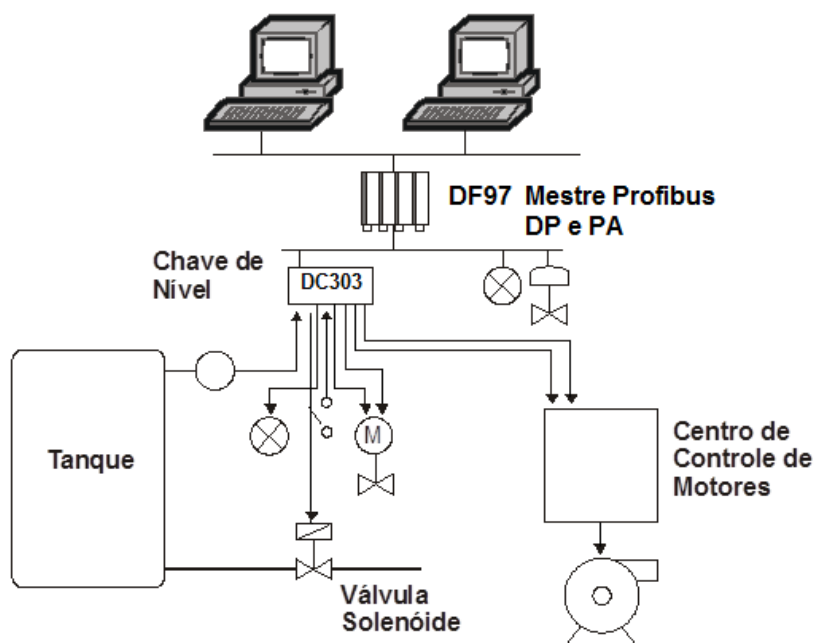 DF97 Mestre Profibus
DP e PA
Chave de
Nível
DC303
Tanque
M
Centro de
Controle de
Motores
Válvula
Solenóide